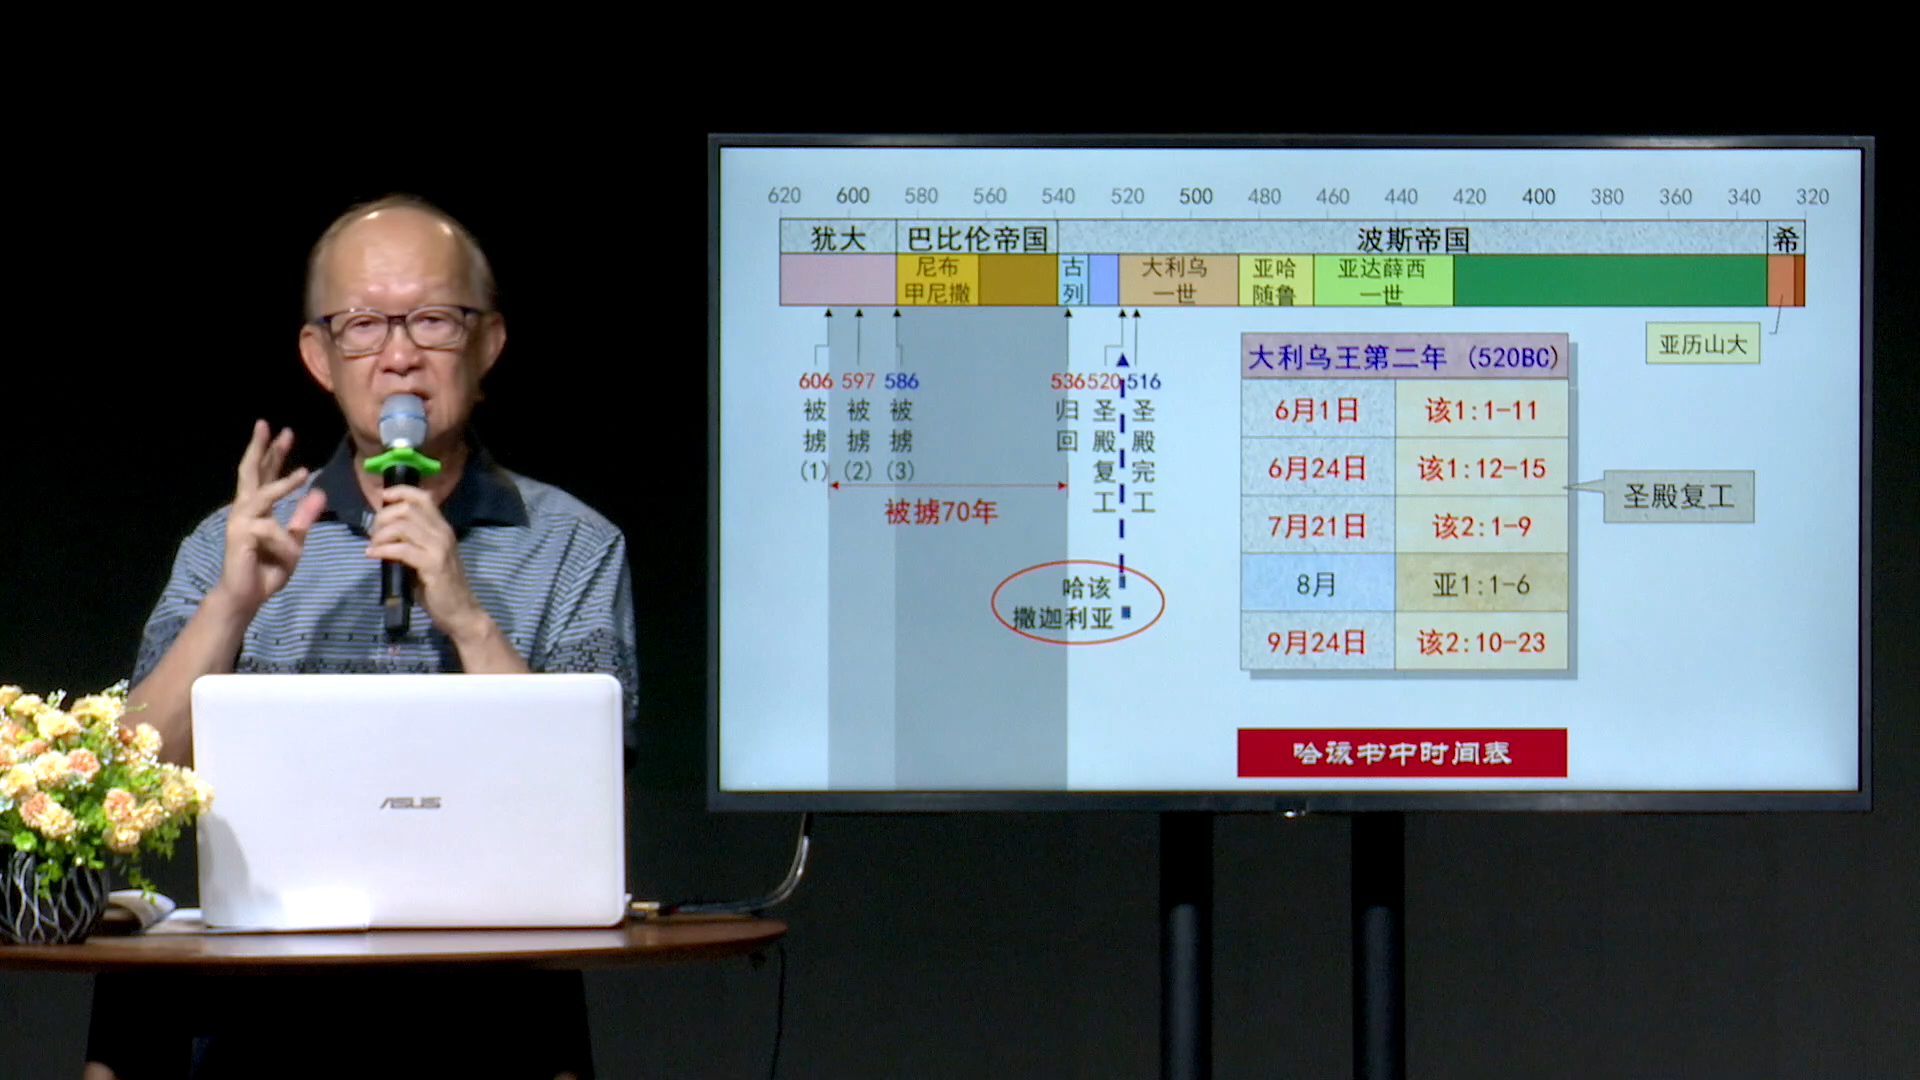 620 600 580 560 540 520 500 480 460 440 420 400 380 360 340 320
犹大 巴比伦帝国 波斯帝国 希
尼布甲尼撒 古列 大利乌一世 亚哈随鲁 亚达薛西一世
亚历山大
606 597 586 536 520 516
被掳(1) 被掳(2) 被掳(3) 归回 圣殿复工 圣殿完工
被掳70年
哈该
撒迦利亚
大利乌王第二年 (520BC)
6月1日 该1:1-11
6月24日 该1:12-15
圣殿复工
7月21日 该2:1-9
8月 亚1:1-6
9月24日 该2:10-23
哈该书中时间表
ASUS